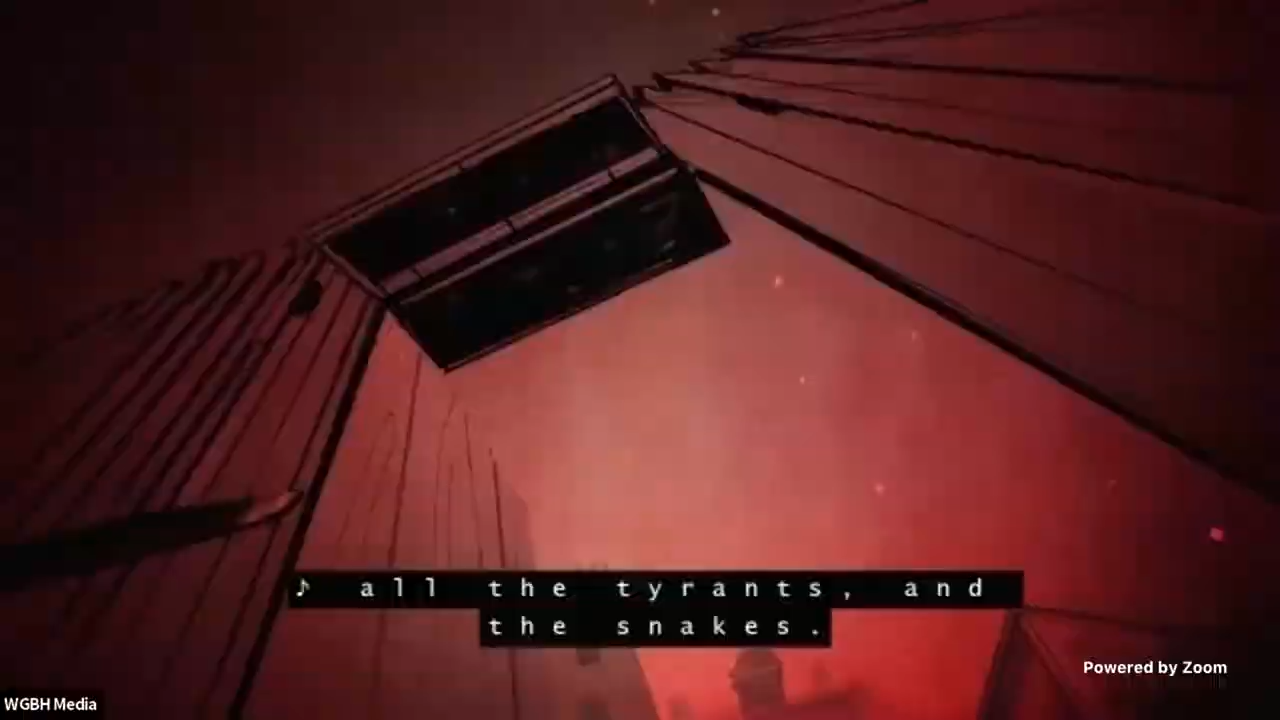 ♪ all the tyrants, and
the snakes.
Powered by Zoom
WGBH Media